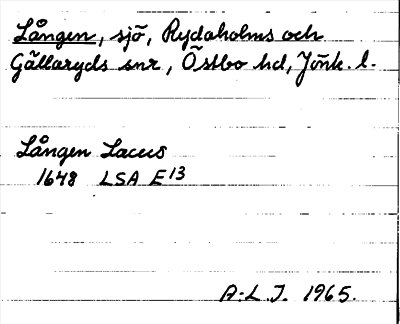 Lången, sjö, Rydaholms och
Gällaryds snr, Östbo hd, Jönk. l.
Lången Lacus
1648 LSA E13
A-L J. 1965.